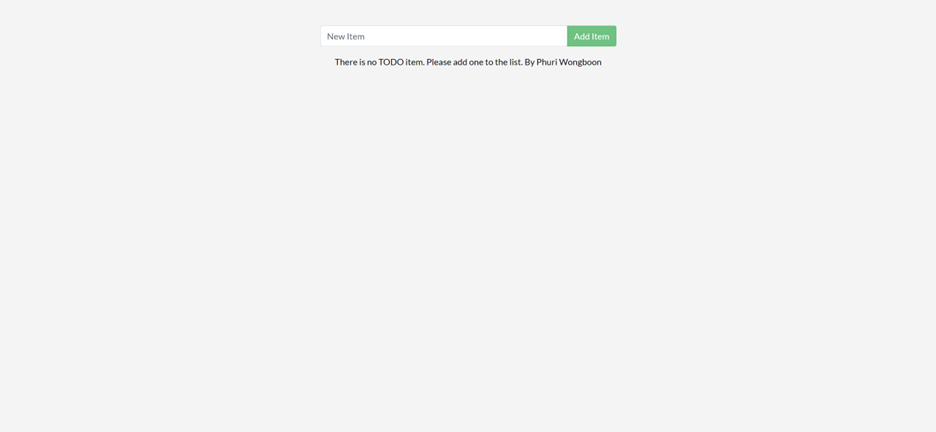 New Item
Add Item
There is no TODO item. Please add one to the list. By Phuri Wongboon